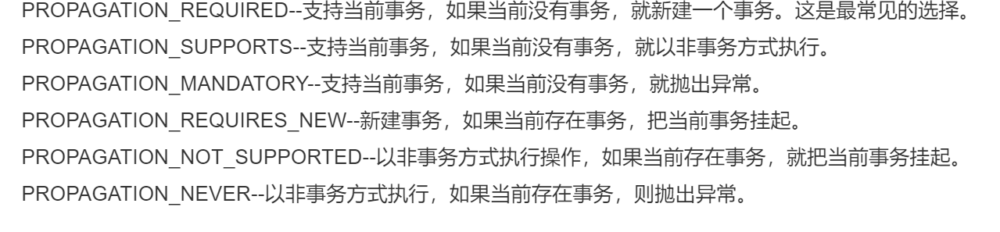 PROPAGATION_REQUIRED--支持当前事务，如果当前没有事务，就新建一个事务。这是最常见的选择。
PROPAGATION_SUPPORTS--支持当前事务，如果当前没有事务，就以非事务方式执行。
PROPAGATION_MANDATORY--支持当前事务，如果当前没有事务，就抛出异常。
PROPAGATION_REQUIRES_NEW--新建事务，如果当前存在事务，把当前事务挂起。
PROPAGATION_NOT_SUPPORTED--以非事务方式执行操作，如果当前存在事务，就把当前事务挂起。
PROPAGATION_NEVER--以非事务方式执行，如果当前存在事务，则抛出异常。